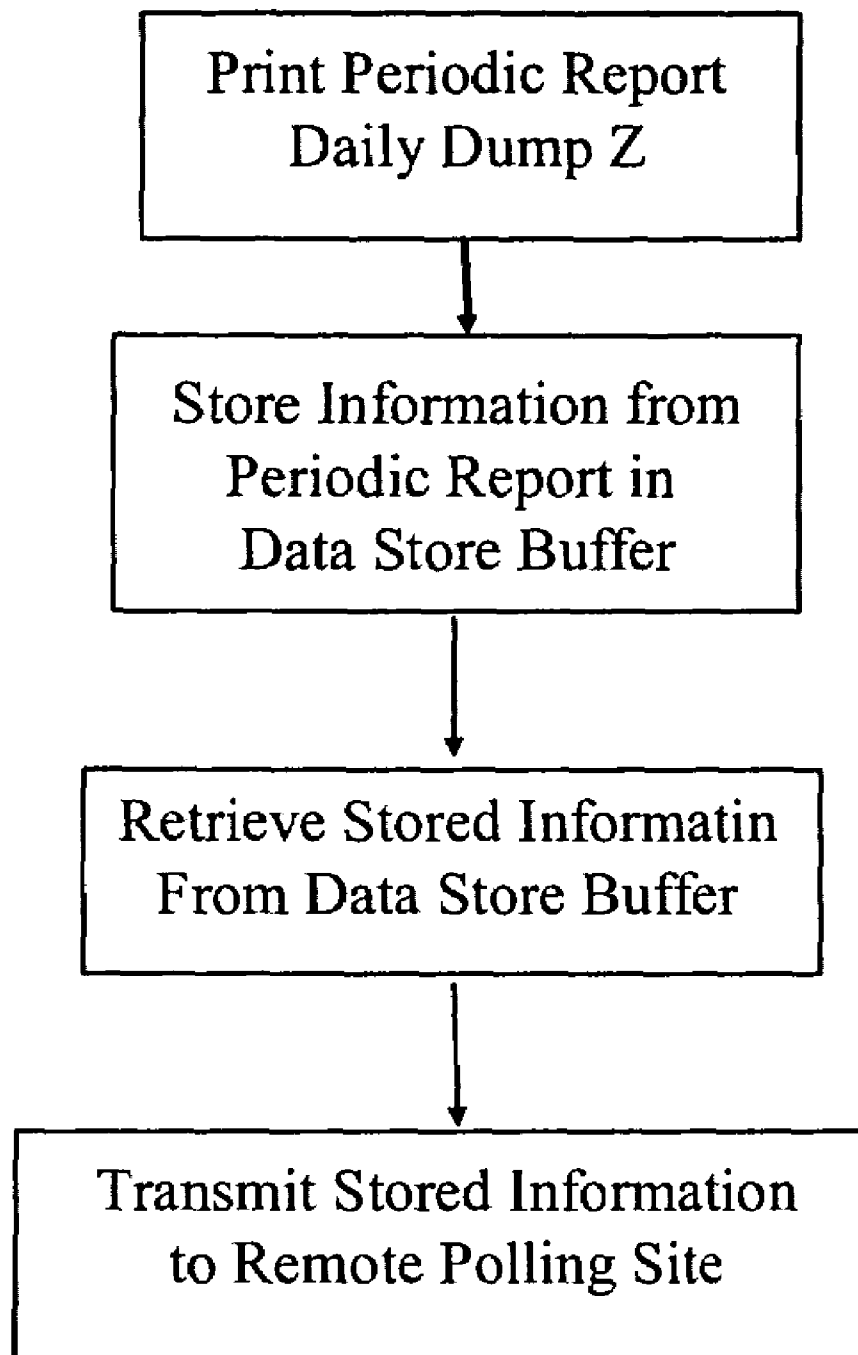 Print Periodic Report
Daily Dump Z
Store Information from
Periodic Report in
Data Store Buffer
Retrieve Stored Informatin
From Data Store Buffer
Transmit Stored Information
to Remote Polling Site